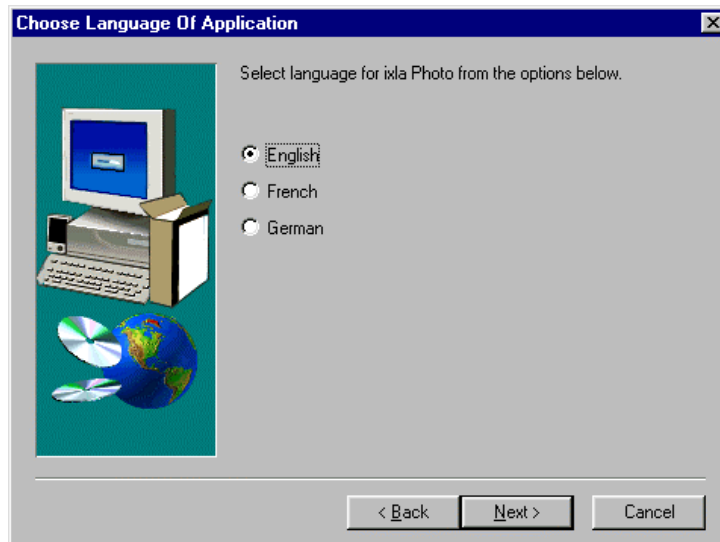 Choose Language Of Application
Select language for ixla Photo from the options below.
English
French
German
< Back Next > Cancel